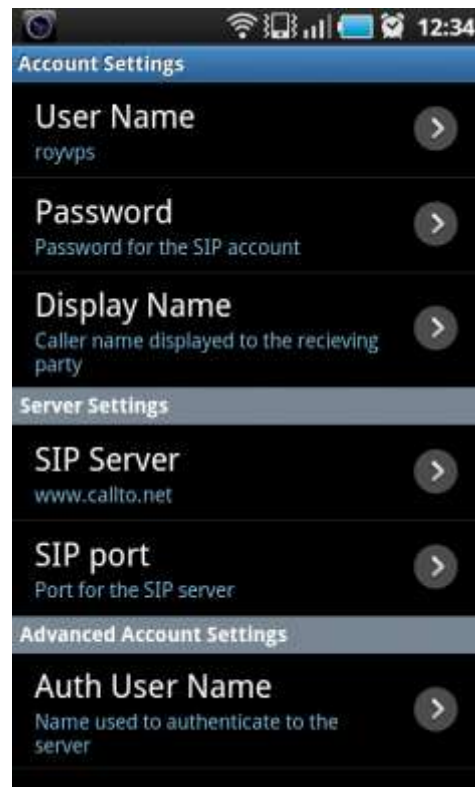 12:34
Account Settings
User Name
royvps
Password
Password for the SIP account
Display Name
Caller name displayed to the recieving
party
Server Settings
SIP Server
www.callto.net
SIP port
Port for the SIP server
Advanced Account Settings
Auth User Name
Name used to authenticate to the
server